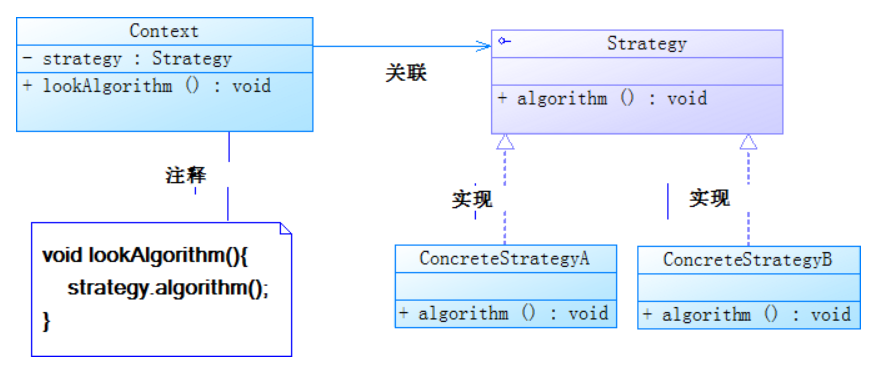 Context
- strategy : Strategy
+ lookAlgorithm () : void
关联
Strategy
+ algorithm () : void
注释
void lookAlgorithm(){
strategy.algorithm();
}
实现
实现
ConcreteStrategyA
+ algorithm () : void
ConcreteStrategyB
+ algorithm () : void